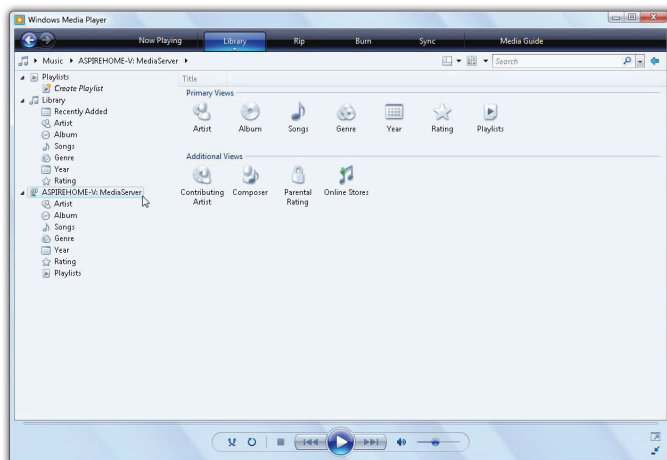 Windows Media Player
Now Playing Library Rip Burn Sync Media Guide
Music ASPIREHOME-V: MediaServer Search
Playlists
Create Playlist
Library
Recently Added
Artist
Album
Songs
Genre
Year
Rating
ASPIREHOME-V: MediaServer
Artist
Album
Songs
Genre
Year
Rating
Playlists
Title
Primary Views
Artist Album Songs Genre Year Rating Playlists
Additional Views
Contributing Composer Parental Online Stores
Artist Rating